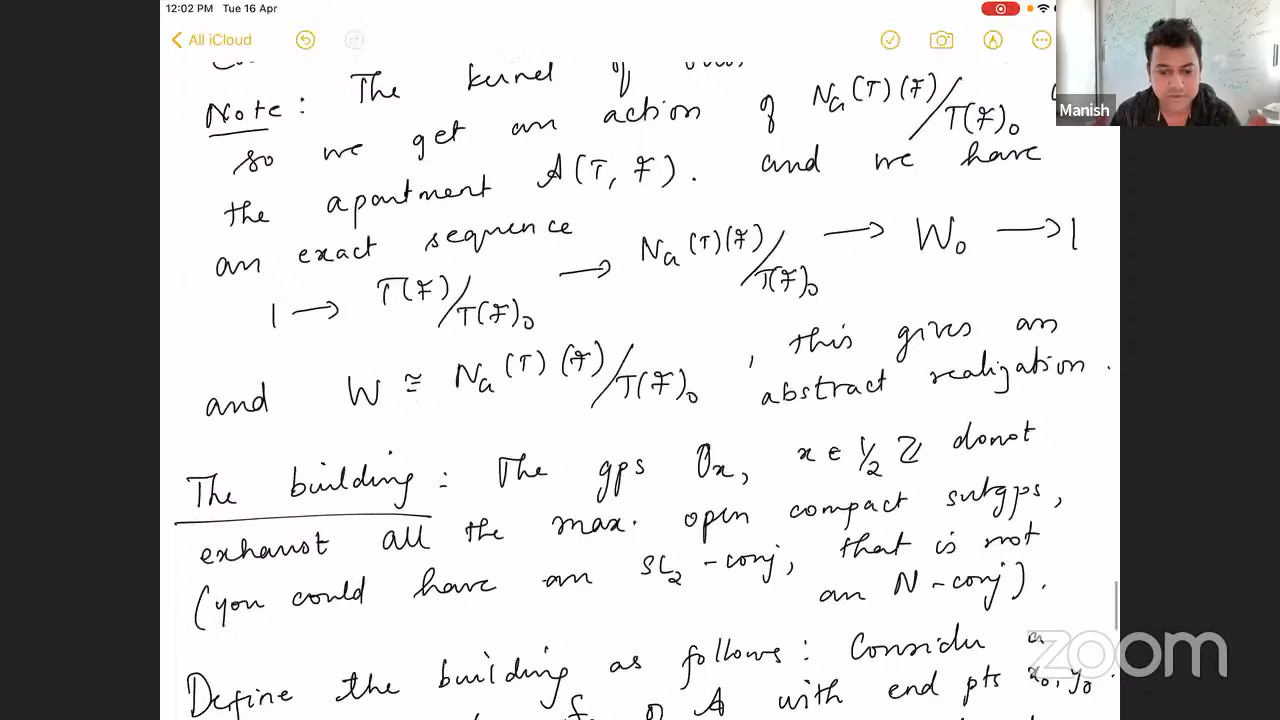 12:02 PM Tue 16 Apr
All iCloud
Manish
Note: The kernel of
so we get an action of N_G(T)(F)/T(F)_0
the apartment A(T, F). and we have
an exact sequence
1 → T(F)/T(F)_0 → N_G(T)(F)/T(F)_0 → W_0 → 1
and W ≅ N_G(T)(F)/T(F)_0, this gives an
abstract realization.
The building: The gps θ_x, x ∈ 1/2 ℤ donot
exhaust all the max. open compact subgps,
(you could have an SL_2-conj, that is not
an N-conj).
Define the building as follows: Consider a
of A with end pts x_0, y_0.
zoom